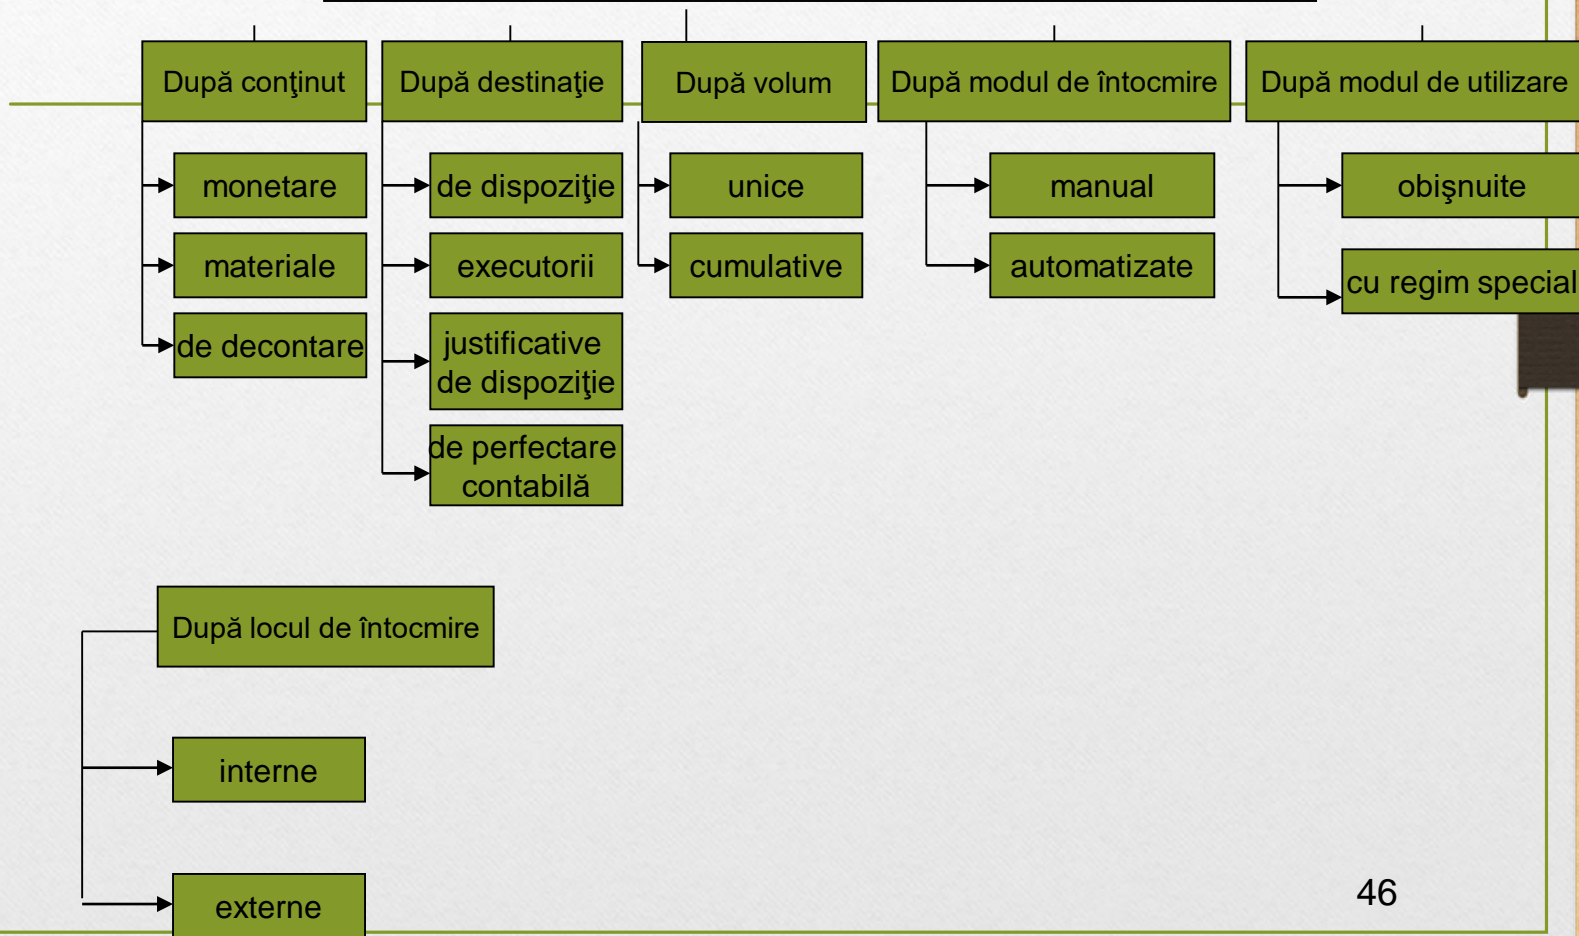 După conţinut
monetare
materiale
de decontare
După destinaţie
de dispoziţie
executorii
justificative
de dispoziţie
de perfectare
contabilă
După volum
unice
cumulative
După modul de întocmire
manual
automatizate
După modul de utilizare
obişnuite
cu regim special
După locul de întocmire
interne
externe
46